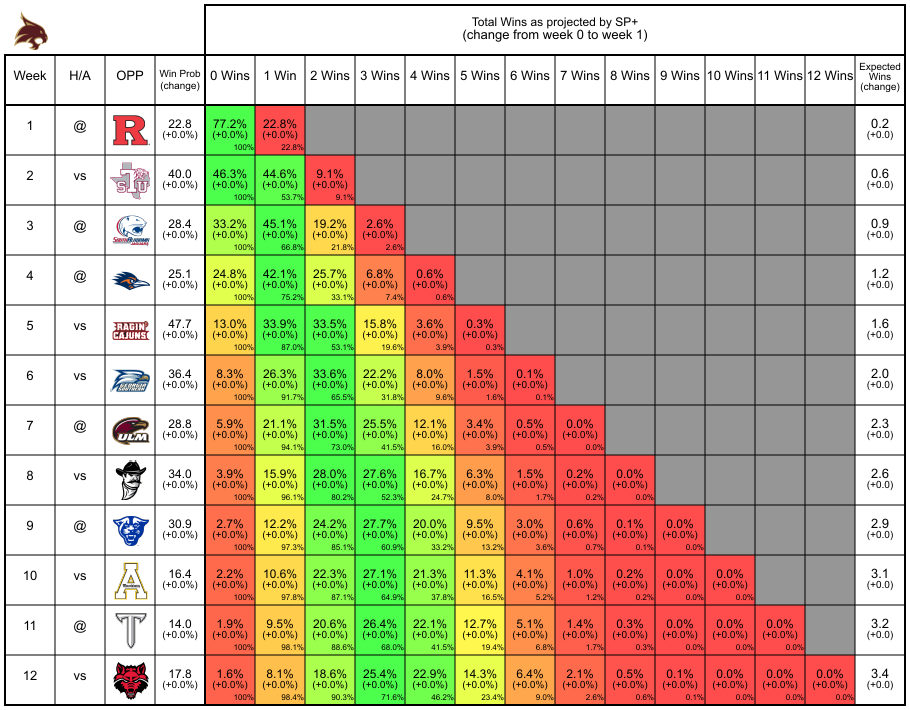 Total Wins as projected by SP+
(change from week 0 to week 1)
Week H/A OPP Win Prob (change) 0 Wins 1 Win 2 Wins 3 Wins 4 Wins 5 Wins 6 Wins 7 Wins 8 Wins 9 Wins 10 Wins 11 Wins 12 Wins Expected Wins (change)
1 @ R 22.8 77.2% 22.8% 0.2
(+0.0%) (+0.0%) (+0.0%) (+0.0)
100% 22.8%
2 vs TSU 40.0 46.3% 44.6% 9.1% 0.6
(+0.0%) (+0.0%) (+0.0%) (+0.0%) (+0.0)
100% 53.7% 9.1%
3 @ 28.4 33.2% 45.1% 19.2% 2.6% 0.9
(+0.0%) (+0.0%) (+0.0%) (+0.0%) (+0.0%) (+0.0)
100% 66.8% 21.8% 2.6%
4 @ 25.1 24.8% 42.1% 25.7% 6.8% 0.6% 1.2
(+0.0%) (+0.0%) (+0.0%) (+0.0%) (+0.0%) (+0.0%) (+0.0)
100% 75.2% 33.1% 7.4% 0.6%
5 vs RAGIN' CAJUNS 47.7 13.0% 33.9% 33.5% 15.8% 3.6% 0.3% 1.6
(+0.0%) (+0.0%) (+0.0%) (+0.0%) (+0.0%) (+0.0%) (+0.0%) (+0.0)
100% 87.0% 53.1% 19.6% 3.9% 0.3%
6 vs 36.4 8.3% 26.3% 33.6% 22.2% 8.0% 1.5% 0.1% 2.0
(+0.0%) (+0.0%) (+0.0%) (+0.0%) (+0.0%) (+0.0%) (+0.0%) (+0.0%) (+0.0)
100% 91.7% 65.5% 31.8% 9.6% 1.6% 0.1%
7 @ ULM 28.8 5.9% 21.1% 31.5% 25.5% 12.1% 3.4% 0.5% 0.0% 2.3
(+0.0%) (+0.0%) (+0.0%) (+0.0%) (+0.0%) (+0.0%) (+0.0%) (+0.0%) (+0.0%) (+0.0)
100% 94.1% 73.0% 41.5% 16.0% 3.9% 0.5% 0.0%
8 vs 34.0 3.9% 15.9% 28.0% 27.6% 16.7% 6.3% 1.5% 0.2% 0.0% 2.6
(+0.0%) (+0.0%) (+0.0%) (+0.0%) (+0.0%) (+0.0%) (+0.0%) (+0.0%) (+0.0%) (+0.0%) (+0.0)
100% 96.1% 80.2% 52.3% 24.7% 8.0% 1.7% 0.2% 0.0%
9 @ 30.9 2.7% 12.2% 24.2% 27.7% 20.0% 9.5% 3.0% 0.6% 0.1% 0.0% 2.9
(+0.0%) (+0.0%) (+0.0%) (+0.0%) (+0.0%) (+0.0%) (+0.0%) (+0.0%) (+0.0%) (+0.0%) (+0.0%) (+0.0)
100% 97.3% 85.1% 60.9% 33.2% 13.2% 3.6% 0.7% 0.1% 0.0%
10 vs A 16.4 2.2% 10.6% 22.3% 27.1% 21.3% 11.3% 4.1% 1.0% 0.2% 0.0% 0.0% 3.1
(+0.0%) (+0.0%) (+0.0%) (+0.0%) (+0.0%) (+0.0%) (+0.0%) (+0.0%) (+0.0%) (+0.0%) (+0.0%) (+0.0%) (+0.0)
100% 97.8% 87.1% 64.9% 37.8% 16.5% 5.2% 1.2% 0.2% 0.0% 0.0%
11 @ T 14.0 1.9% 9.5% 20.6% 26.4% 22.1% 12.7% 5.1% 1.4% 0.3% 0.0% 0.0% 0.0% 3.2
(+0.0%) (+0.0%) (+0.0%) (+0.0%) (+0.0%) (+0.0%) (+0.0%) (+0.0%) (+0.0%) (+0.0%) (+0.0%) (+0.0%) (+0.0%) (+0.0)
100% 98.1% 88.6% 68.0% 41.5% 19.4% 6.8% 1.7% 0.3% 0.0% 0.0% 0.0%
12 vs 17.8 1.6% 8.1% 18.6% 25.4% 22.9% 14.3% 6.4% 2.1% 0.5% 0.1% 0.0% 0.0% 0.0% 3.4
(+0.0%) (+0.0%) (+0.0%) (+0.0%) (+0.0%) (+0.0%) (+0.0%) (+0.0%) (+0.0%) (+0.0%) (+0.0%) (+0.0%) (+0.0%) (+0.0%) (+0.0)
100% 98.4% 90.3% 71.6% 46.2% 23.4% 9.0% 2.6% 0.6% 0.1% 0.0% 0.0% 0.0%